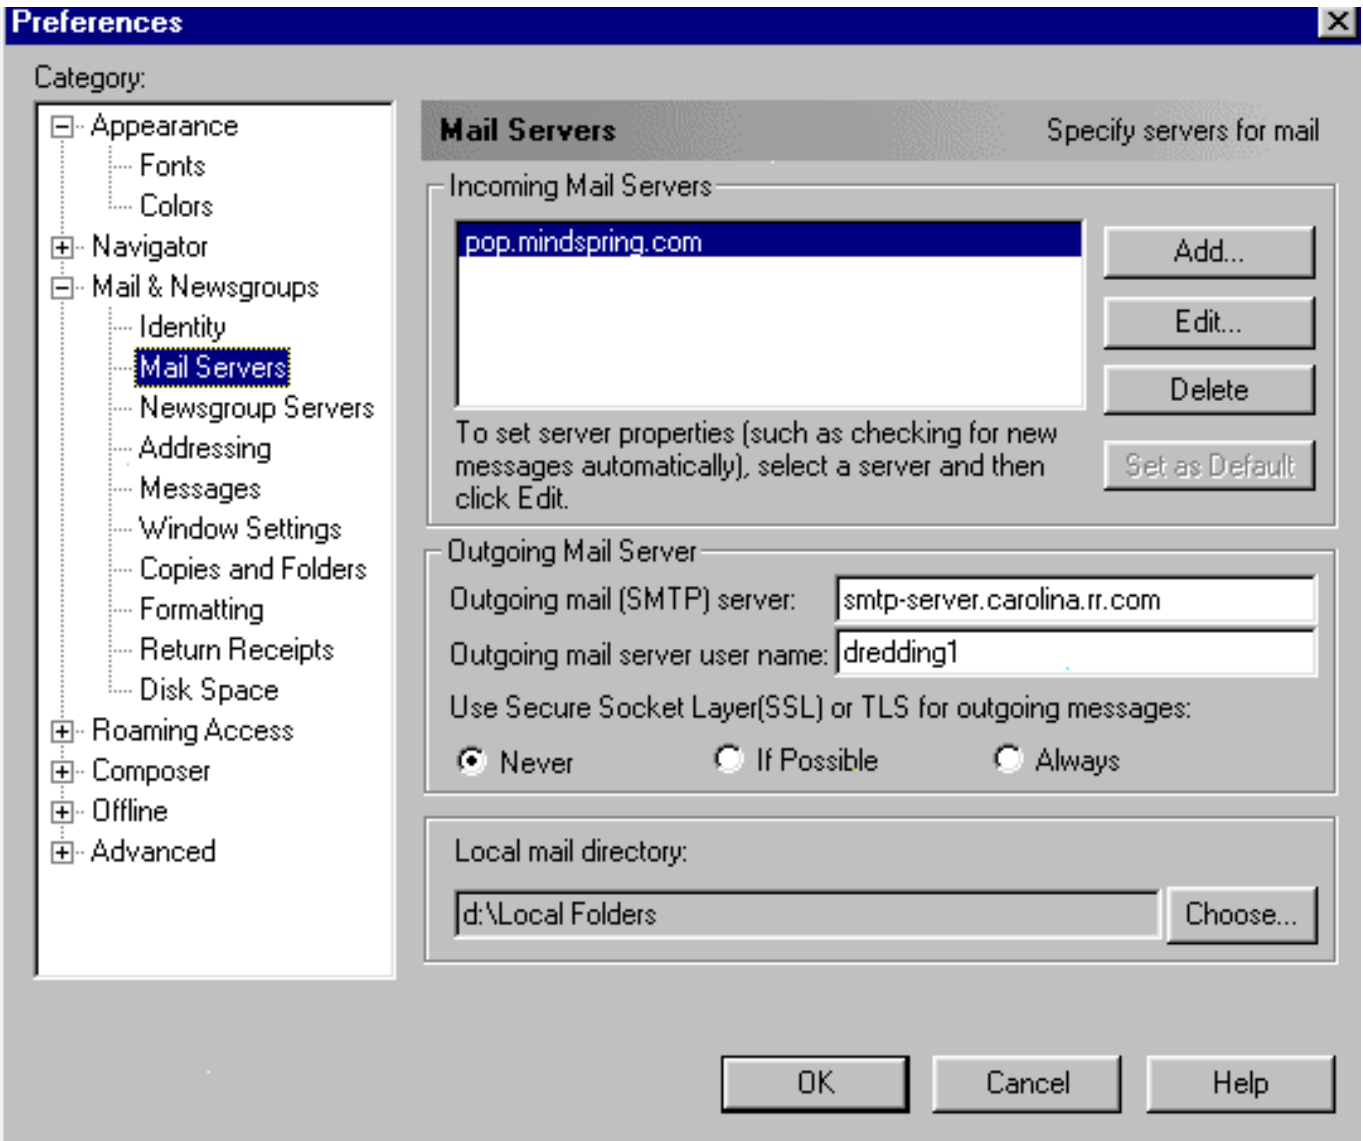 Preferences
Category:
Appearance
Fonts
Colors
Navigator
Mail & Newsgroups
Identity
Mail Servers
Newsgroup Servers
Addressing
Messages
Window Settings
Copies and Folders
Formatting
Return Receipts
Disk Space
Roaming Access
Composer
Offline
Advanced
Mail Servers Specify servers for mail
Incoming Mail Servers
pop.mindspring.com
Add...
Edit...
Delete
Set as Default
To set server properties (such as checking for new
messages automatically), select a server and then
click Edit.
Outgoing Mail Server
Outgoing mail (SMTP) server: smtp-server.carolina.rr.com
Outgoing mail server user name: dredding1
Use Secure Socket Layer(SSL) or TLS for outgoing messages:
Never If Possible Always
Local mail directory:
d:\Local Folders Choose...
OK Cancel Help